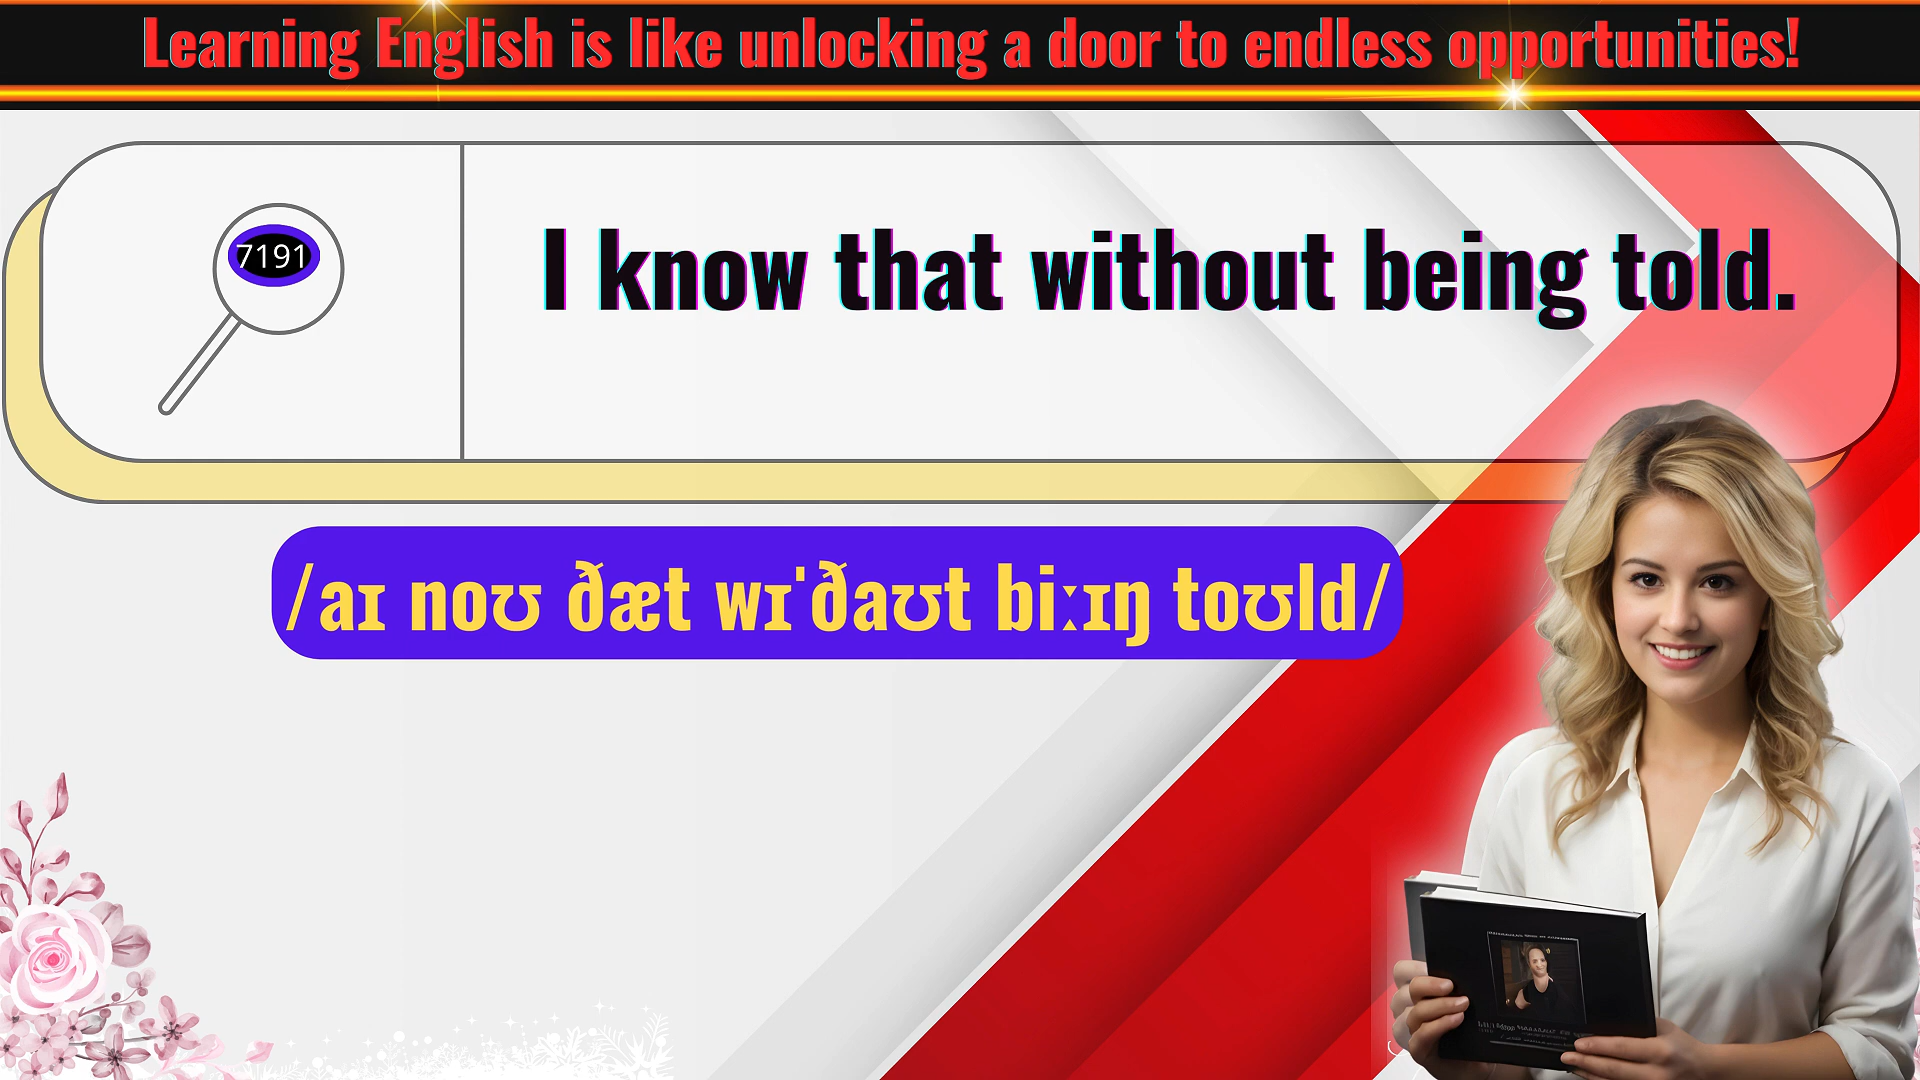 Learning English is like unlocking a door to endless opportunities!
7191
I know that without being told.
/aɪ noʊ ðæt wɪˈðaʊt biːɪŋ toʊld/